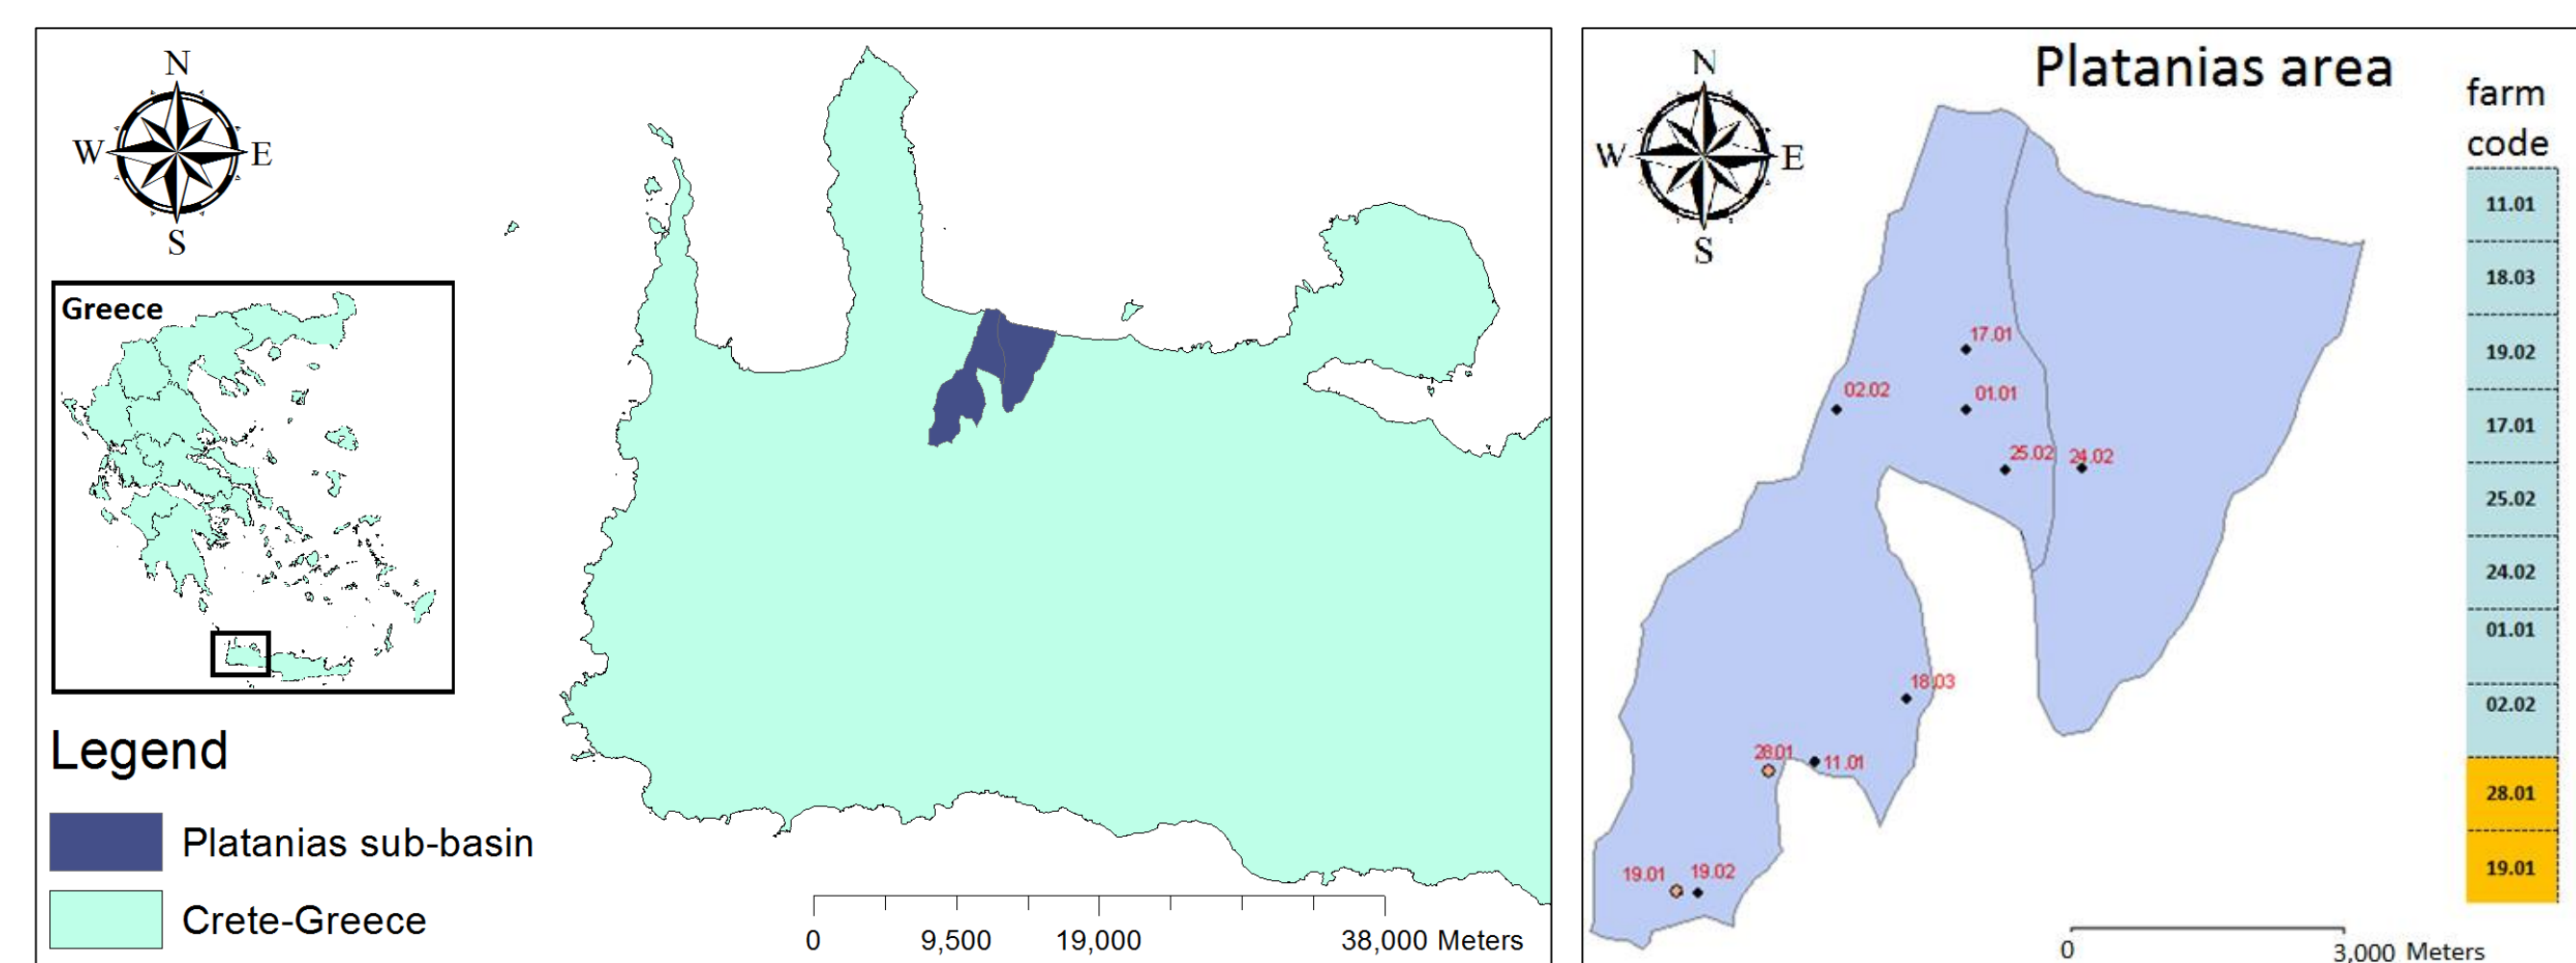 N
W E
S
Greece
Legend
Platanias sub-basin
Crete-Greece
0 9,500 19,000 38,000 Meters
Platanias area
N
W E
S
17.01
02.02
01.01
25.02
24.02
18.03
28.01
11.01
19.01
19.02
0 3,000 Meters
farm
code
11.01
18.03
19.02
17.01
25.02
24.02
01.01
02.02
28.01
19.01